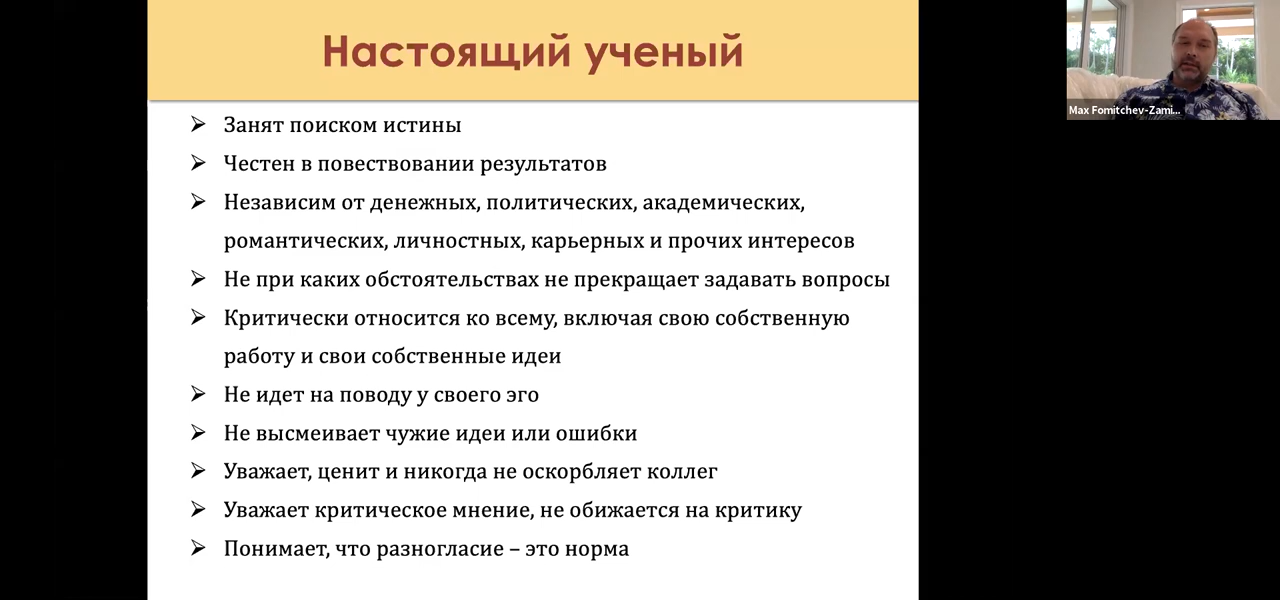 Настоящий ученый
Max Fomitchev-Zami...
➢ Занят поиском истины
➢ Честен в повествовании результатов
➢ Независим от денежных, политических, академических,
романтических, личностных, карьерных и прочих интересов
➢ Не при каких обстоятельствах не прекращает задавать вопросы
➢ Критически относится ко всему, включая свою собственную
работу и свои собственные идеи
➢ Не идет на поводу у своего эго
➢ Не высмеивает чужие идеи или ошибки
➢ Уважает, ценит и никогда не оскорбляет коллег
➢ Уважает критическое мнение, не обижается на критику
➢ Понимает, что разногласие – это норма